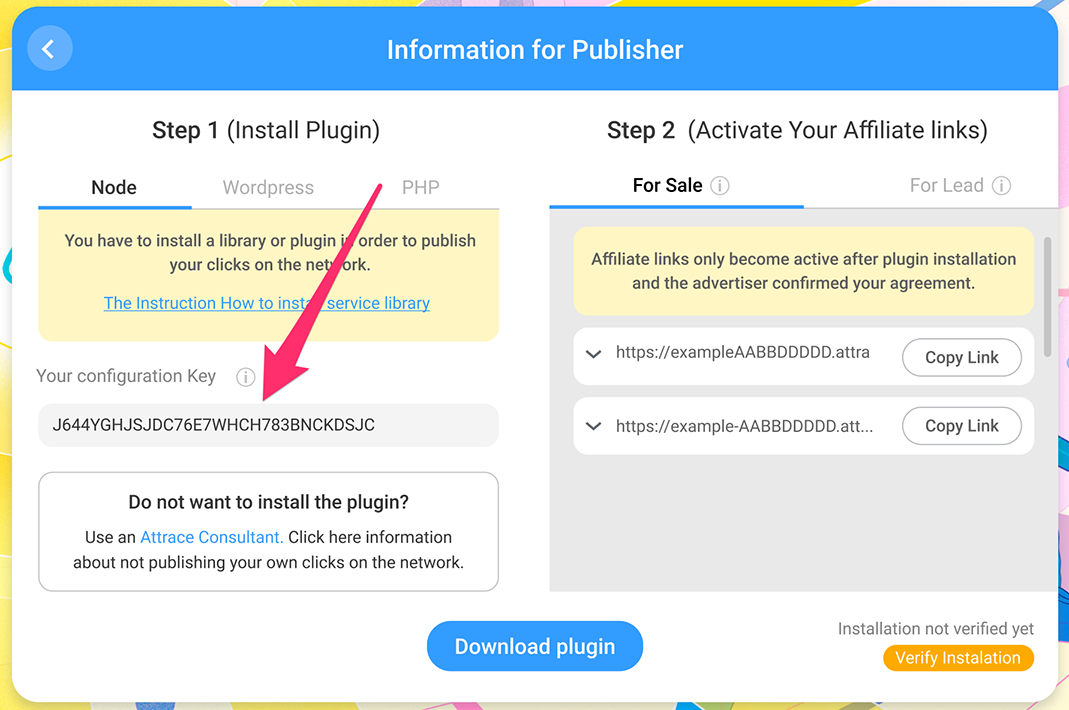 Information for Publisher
Step 1 (Install Plugin)
Node
Wordpress
PHP
You have to install a library or plugin in order to publish
your clicks on the network.
The Instruction How to install service library
Your configuration Key
J644YGHJSJDC76E7WHCH783BNCKDSJC
Do not want to install the plugin?
Use an Attrace Consultant. Click here information
about not publishing your own clicks on the network.
Step 2 (Activate Your Affiliate links)
For Sale
For Lead
Affiliate links only become active after plugin installation
and the advertiser confirmed your agreement.
https://exampleAABBDDDDD.attra
Copy Link
https://example-AABBDDDDD.att...
Copy Link
Download plugin
Installation not verified yet
Verify Instalation